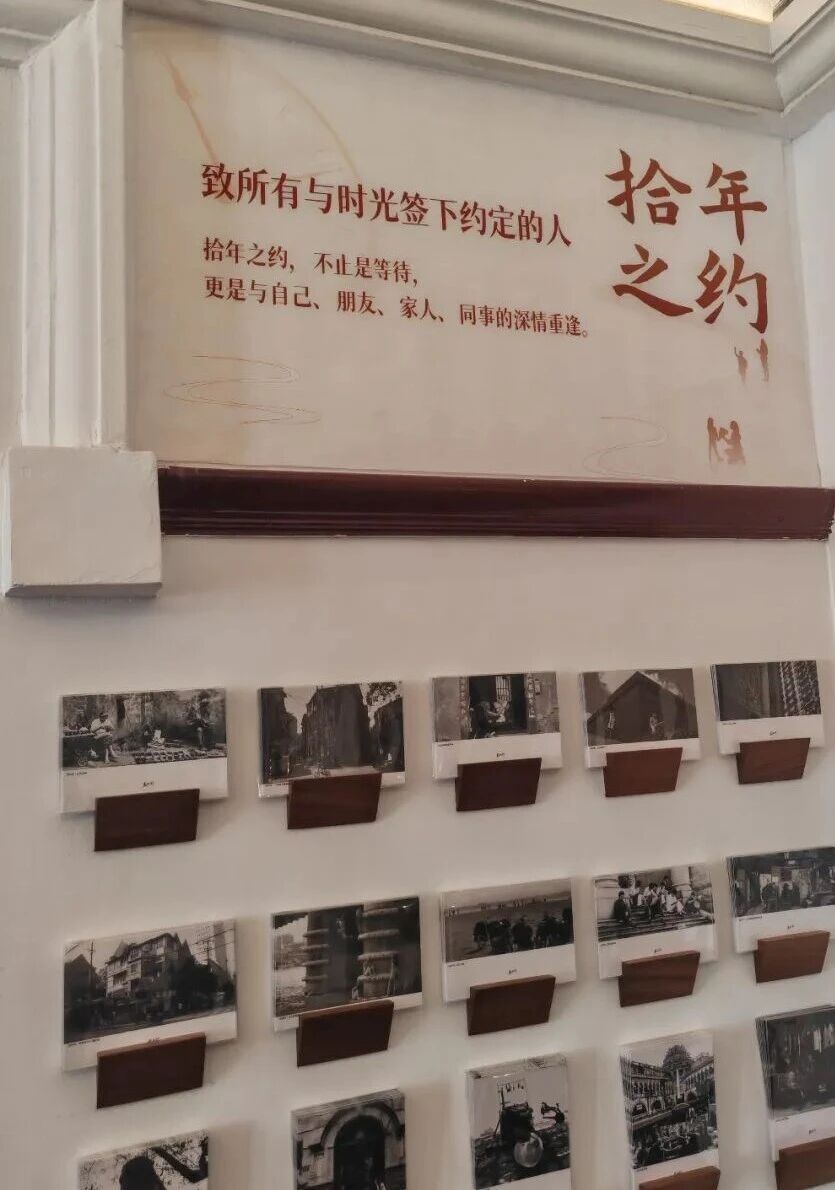 致所有与时光签下约定的人
拾年之约，不止是等待，
更是与自己、朋友、家人、同事的深情重逢。
拾年
之约